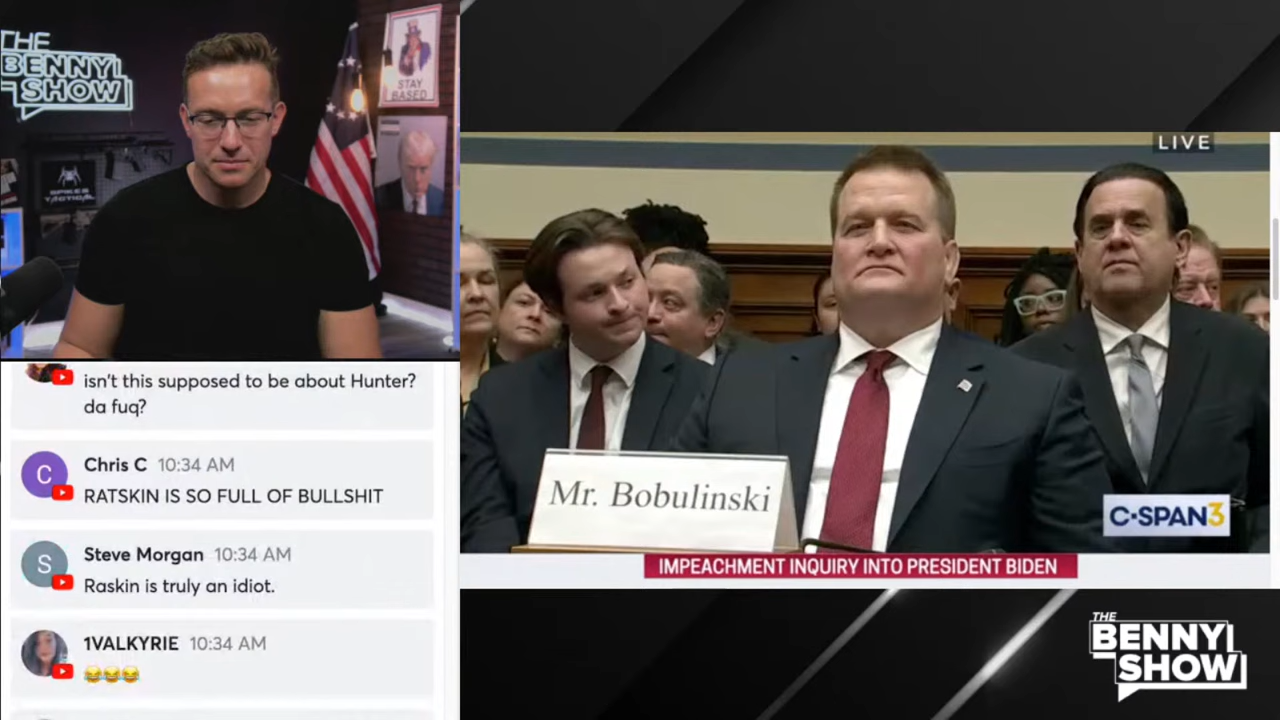 THE
BENNY
SHOW
STAY
BASED
SPIKE'S
TACTICAL
LIVE
Mr. Bobulinski
C-SPAN3
IMPEACHMENT INQUIRY INTO PRESIDENT BIDEN
isn't this supposed to be about Hunter?
da fuq?
C
Chris C 10:34 AM
RATSKIN IS SO FULL OF BULLSHIT
S
Steve Morgan 10:34 AM
Raskin is truly an idiot.
1VALKYRIE 10:34 AM
😂😂😂
THE
BENNY
SHOW